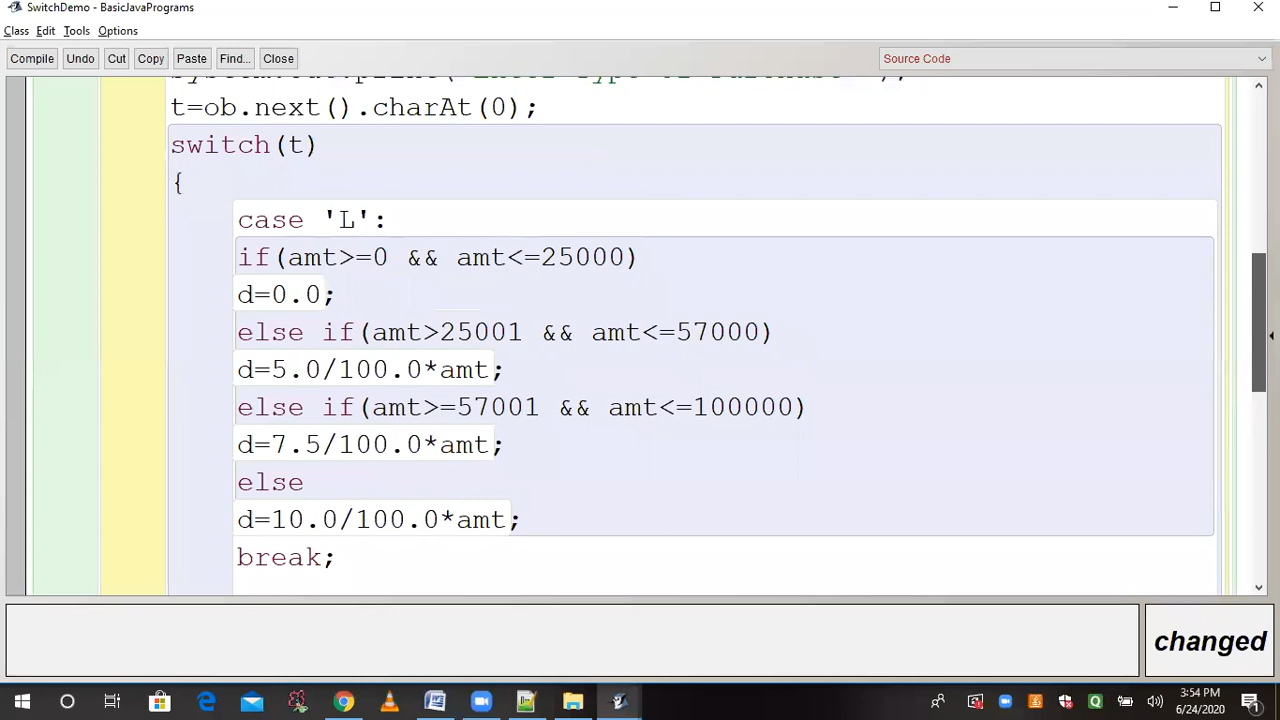 SwitchDemo - BasicJavaPrograms
Class Edit Tools Options
Compile Undo Cut Copy Paste Find... Close Source Code
t=ob.next().charAt(0);
switch(t)
{
case 'L':
if(amt>=0 && amt<=25000)
d=0.0;
else if(amt>25001 && amt<=57000)
d=5.0/100.0*amt;
else if(amt>=57001 && amt<=100000)
d=7.5/100.0*amt;
else
d=10.0/100.0*amt;
break;
changed
3:54 PM
6/24/2020